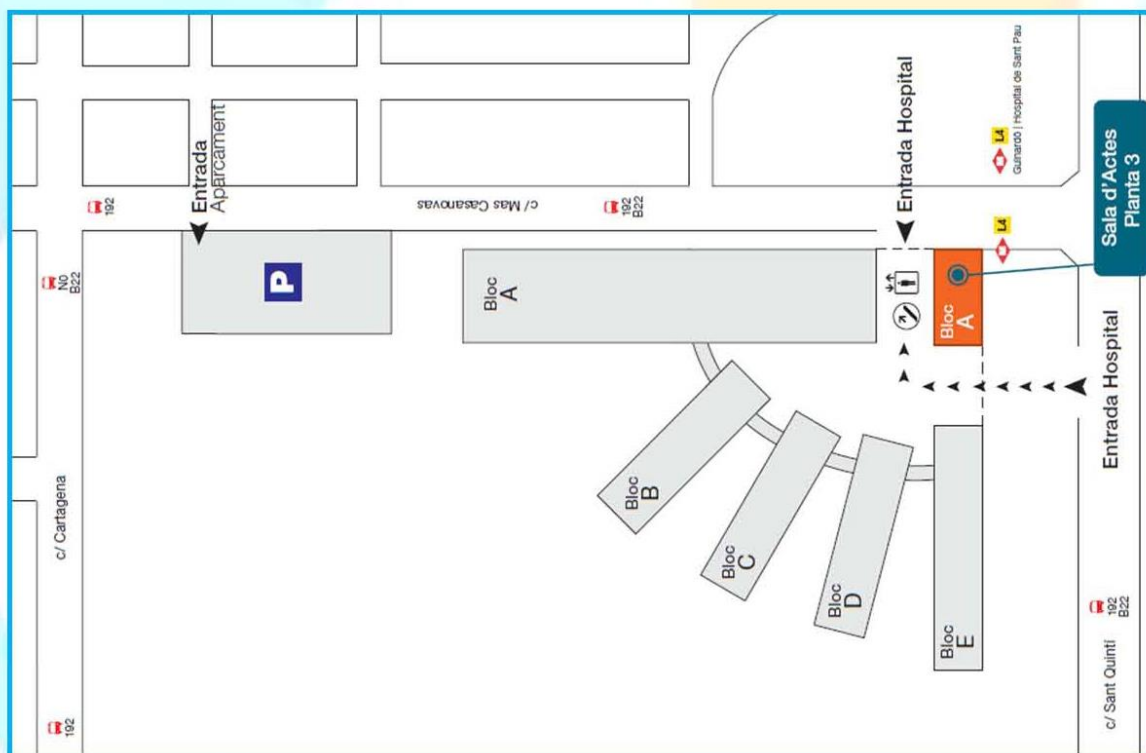 192
c/ Cartagena
N0
B22
192
Entrada
Aparcament
P
c/ Mas Casanovas
192
B22
Bloc
A
Bloc
B
Bloc
C
Bloc
D
Bloc
E
Bloc
A
Entrada Hospital
L4
L4
Guinardó | Hospital de Sant Pau
Sala d'Actes
Planta 3
Entrada Hospital
c/ Sant Quintí
192
B22